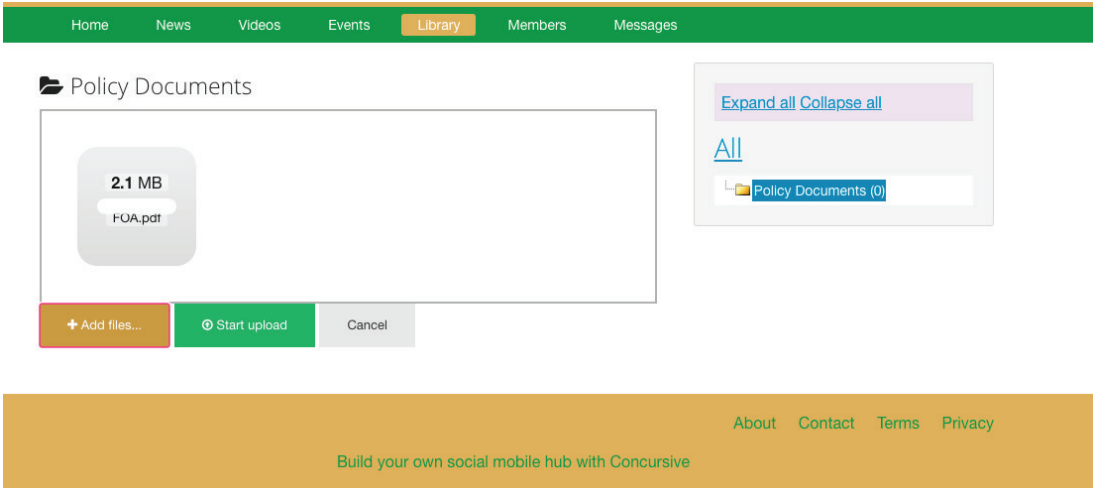 Home News Videos Events Library Members Messages
Policy Documents
2.1 MB
FOA.pdf
+ Add files...
Start upload
Cancel
Expand all Collapse all
All
Policy Documents (0)
About Contact Terms Privacy
Build your own social mobile hub with Concursive